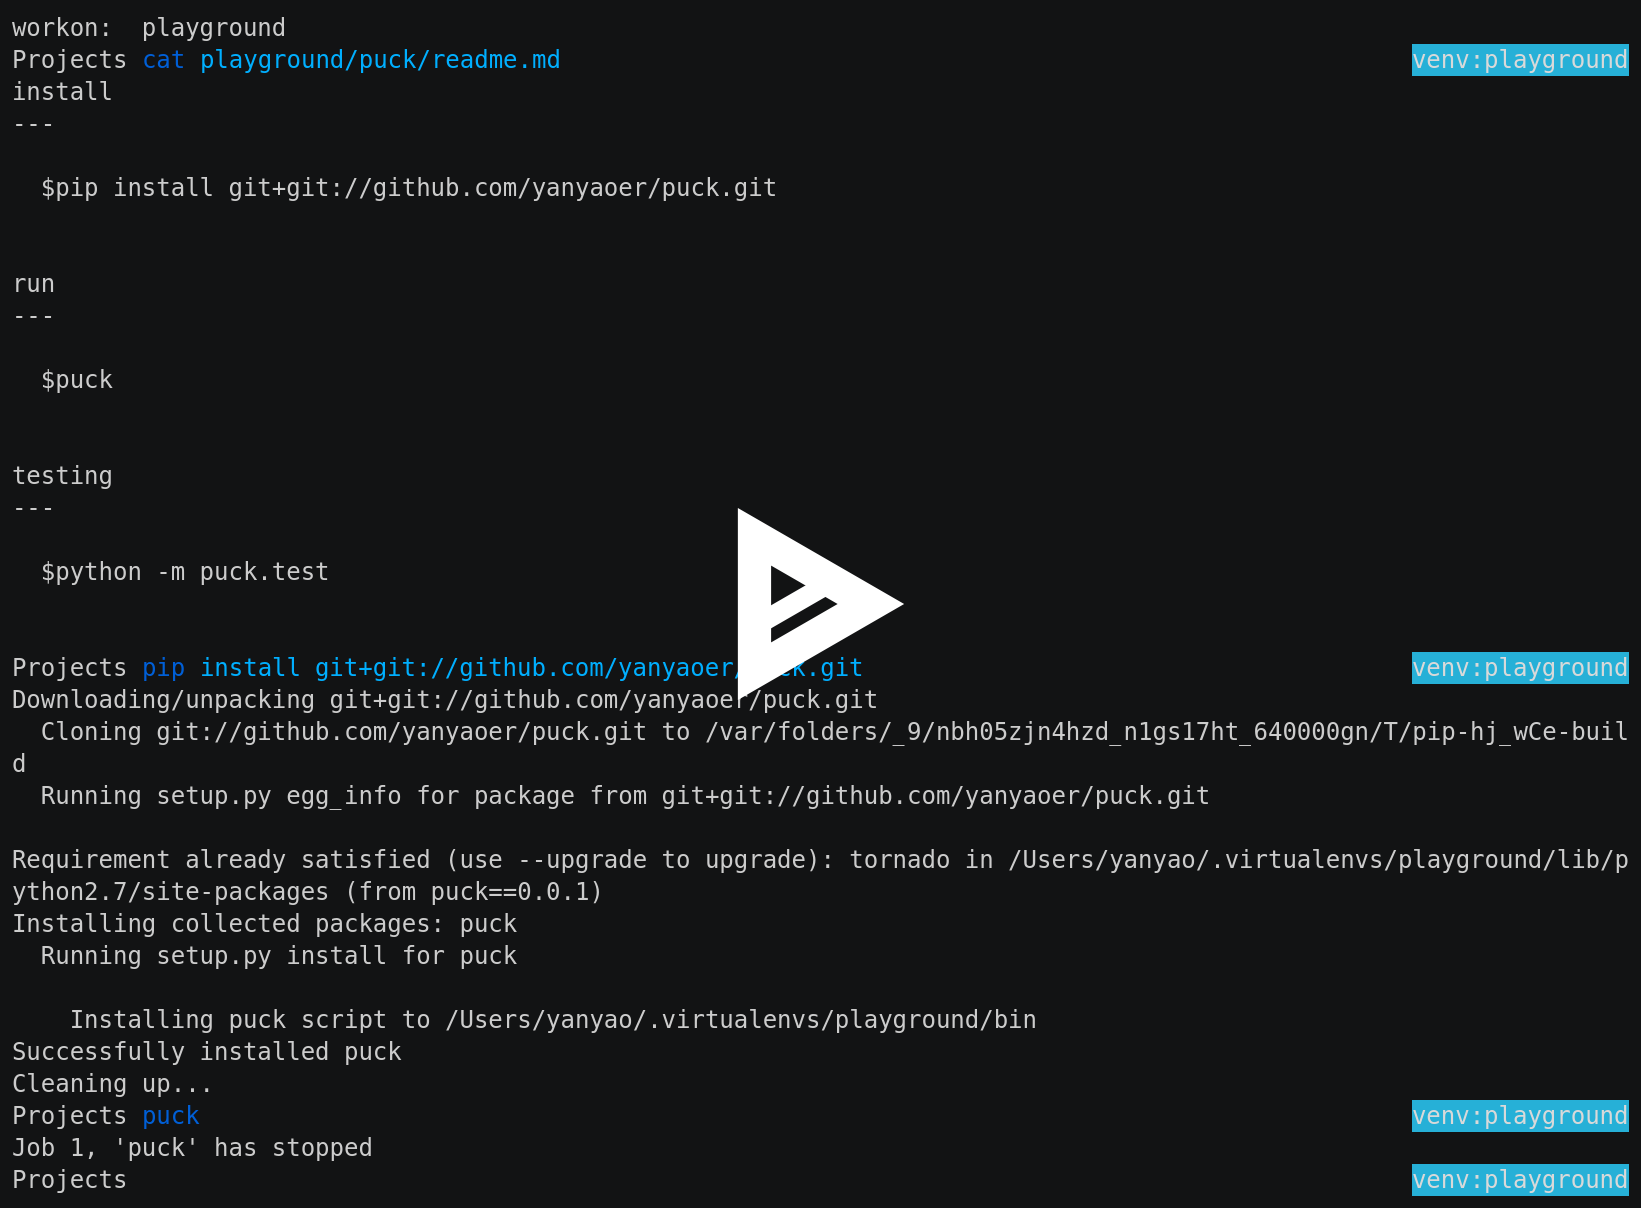 workon:  playground
Projects cat playground/puck/readme.md venv:playground
install
---
  $pip install git+git://github.com/yanyaoer/puck.git
run
---
  $puck
testing
---
  $python -m puck.test
Projects pip install git+git://github.com/yanyaoer/puck.git venv:playground
Downloading/unpacking git+git://github.com/yanyaoer/puck.git
  Cloning git://github.com/yanyaoer/puck.git to /var/folders/_9/nbh05zjn4hzd_n1gs17ht_640000gn/T/pip-hj_wCe-buil
d
  Running setup.py egg_info for package from git+git://github.com/yanyaoer/puck.git
Requirement already satisfied (use --upgrade to upgrade): tornado in /Users/yanyao/.virtualenvs/playground/lib/p
ython2.7/site-packages (from puck==0.0.1)
Installing collected packages: puck
  Running setup.py install for puck
    Installing puck script to /Users/yanyao/.virtualenvs/playground/bin
Successfully installed puck
Cleaning up...
Projects puck venv:playground
Job 1, 'puck' has stopped
Projects venv:playground